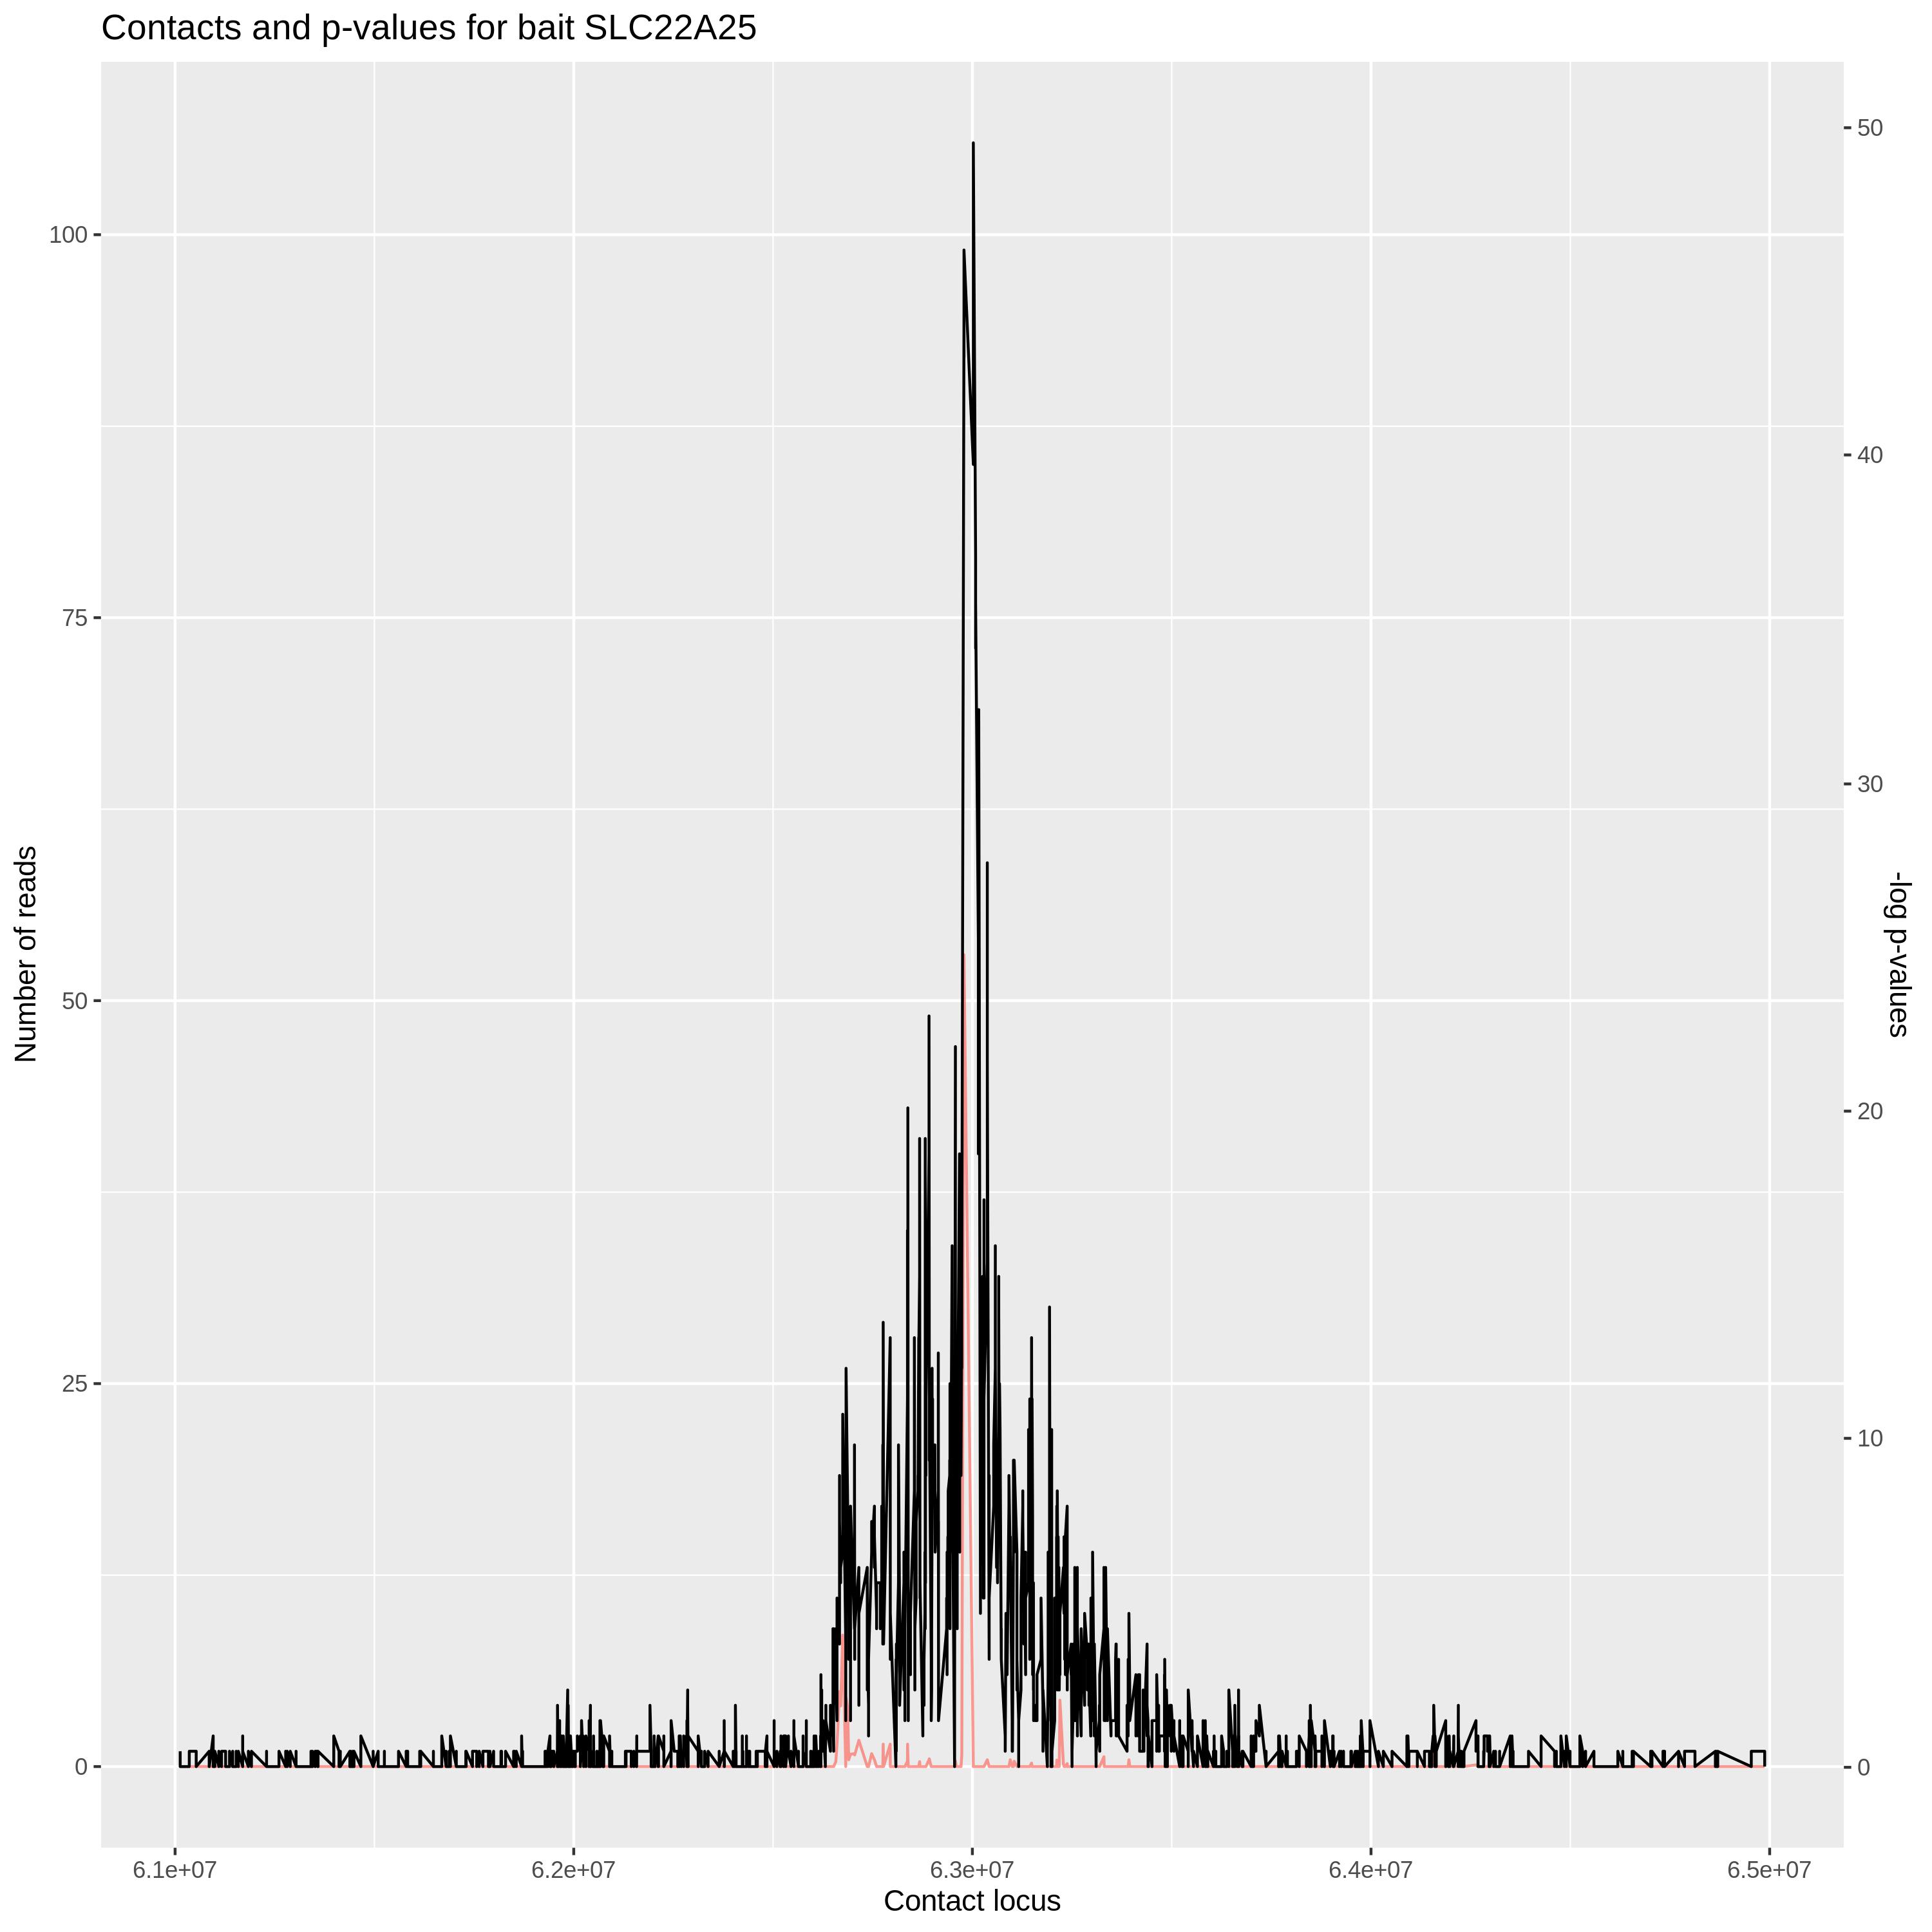 Contacts and p-values for bait SLC22A25
Number of reads
100
75
50
25
0
50
40
30
20
10
0
-log p-values
6.1e+07 6.2e+07 6.3e+07 6.4e+07 6.5e+07
Contact locus